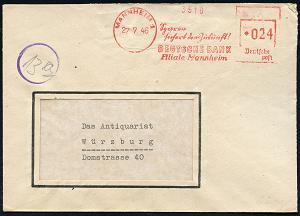 MANNHEIM 2
27.7.46
Sparen
sichert die Zukunft!
DEUTSCHE BANK
Filiale Mannheim
024
Deutsche
Post
Das Antiquariat
Würzburg
Domstrasse 40